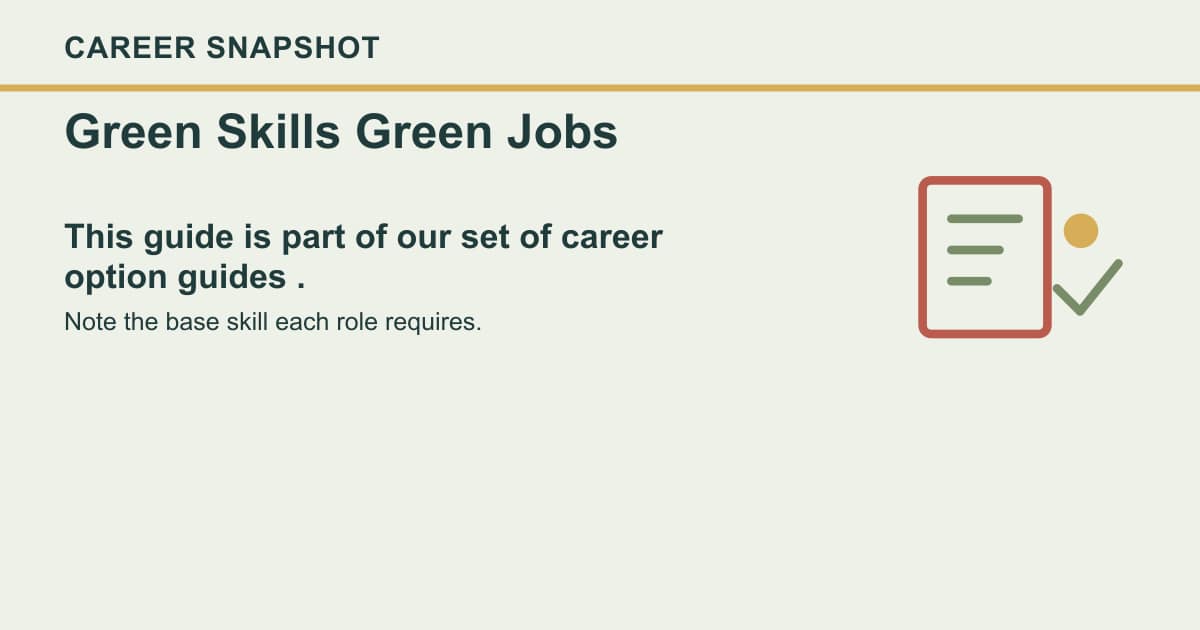 CAREER SNAPSHOT
Green Skills Green Jobs
This guide is part of our set of career
option guides .
Note the base skill each role requires.